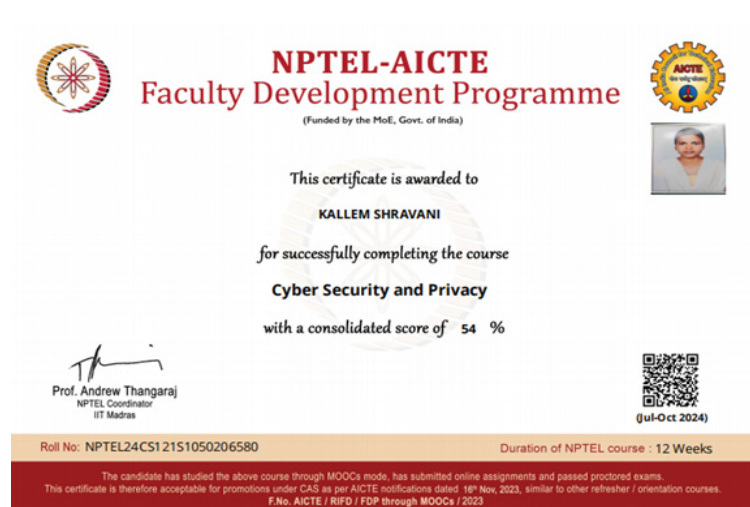 NPTEL-AICTE
Faculty Development Programme
(Funded by the MoE, Govt. of India)
AICTE
This certificate is awarded to
KALLEM SHRAVANI
for successfully completing the course
Cyber Security and Privacy
with a consolidated score of 54 %
Prof. Andrew Thangaraj
NPTEL Coordinator
IIT Madras
(Jul-Oct 2024)
Roll No: NPTEL24CS121S1050206580
Duration of NPTEL course : 12 Weeks
The candidate has studied the above course through MOOCs mode, has submitted online assignments and passed proctored exams.
This certificate is therefore acceptable for promotions under CAS as per AICTE notifications dated 16th Nov, 2023, similar to other refresher / orientation courses.
F.No. AICTE / RIFD / FDP through MOOCs / 2023